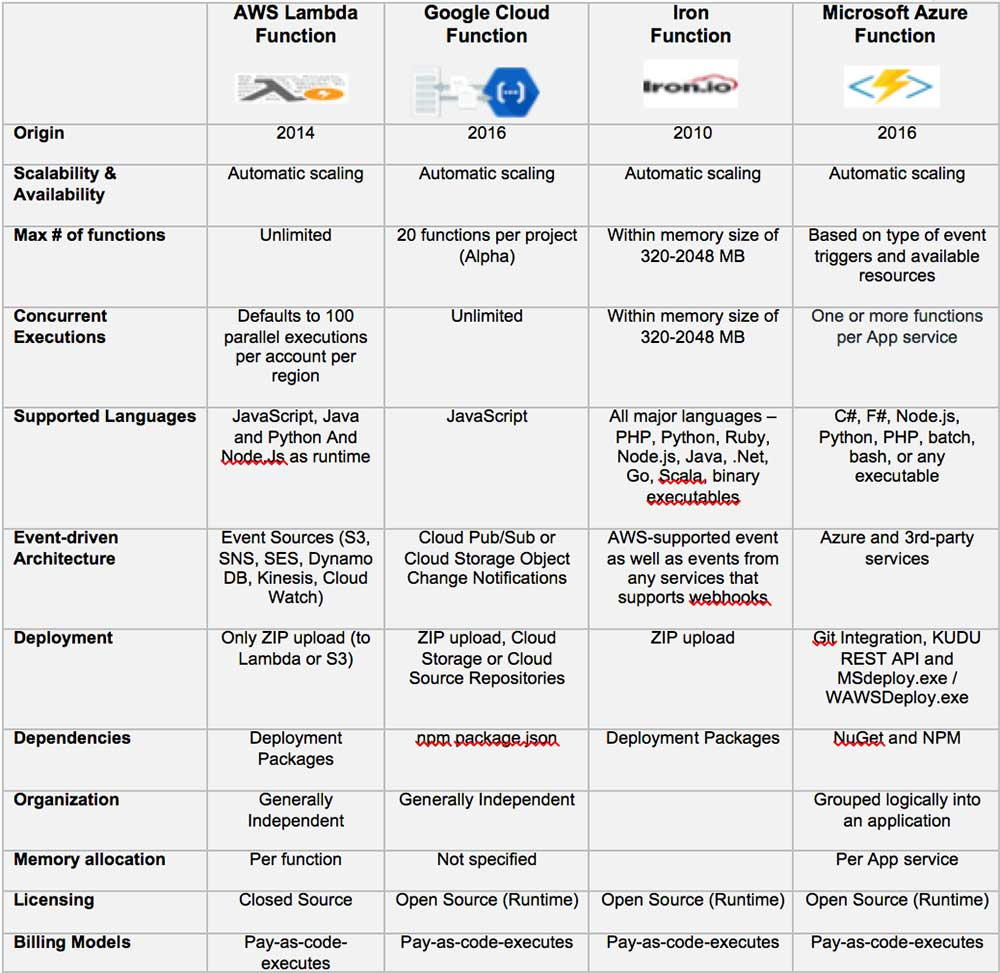 AWS Lambda
Function
Google Cloud
Function
Iron
Function
Microsoft Azure
Function
Iron.io
Origin
2014
2016
2010
2016
Scalability &
Availability
Automatic scaling
Automatic scaling
Automatic scaling
Automatic scaling
Max # of functions
Unlimited
20 functions per project
(Alpha)
Within memory size of
320-2048 MB
Based on type of event
triggers and available
resources
Concurrent
Executions
Defaults to 100
parallel executions
per account per
region
Unlimited
Within memory size of
320-2048 MB
One or more functions
per App service
Supported Languages
JavaScript, Java
and Python And
Node.Js as runtime
JavaScript
All major languages –
PHP, Python, Ruby,
Node.js, Java, .Net,
Go, Scala, binary
executables
C#, F#, Node.js,
Python, PHP, batch,
bash, or any
executable
Event-driven
Architecture
Event Sources (S3,
SNS, SES, Dynamo
DB, Kinesis, Cloud
Watch)
Cloud Pub/Sub or
Cloud Storage Object
Change Notifications
AWS-supported event
as well as events from
any services that
supports webhooks
Azure and 3rd-party
services
Deployment
Only ZIP upload (to
Lambda or S3)
ZIP upload, Cloud
Storage or Cloud
Source Repositories
ZIP upload
Git Integration, KUDU
REST API and
MSdeploy.exe /
WAWSDeploy.exe
Dependencies
Deployment
Packages
npm package.json
Deployment Packages
NuGet and NPM
Organization
Generally
Independent
Generally Independent
Grouped logically into
an application
Memory allocation
Per function
Not specified
Per App service
Licensing
Closed Source
Open Source (Runtime)
Open Source (Runtime)
Open Source (Runtime)
Billing Models
Pay-as-code-
executes
Pay-as-code-executes
Pay-as-code-executes
Pay-as-code-executes